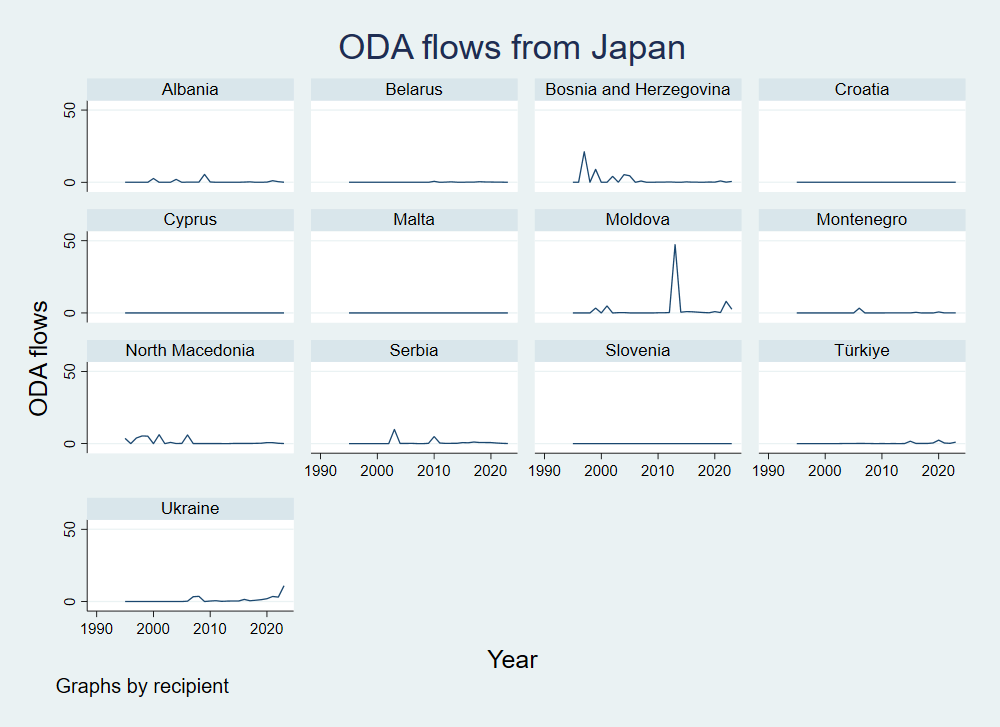 ODA flows from Japan
Albania
Belarus
Bosnia and Herzegovina
Croatia
50
0
Cyprus
Malta
Moldova
Montenegro
50
0
ODA flows
North Macedonia
Serbia
Slovenia
Türkiye
50
0
1990 2000 2010 2020
1990 2000 2010 2020
1990 2000 2010 2020
Ukraine
50
0
1990 2000 2010 2020
Year
Graphs by recipient